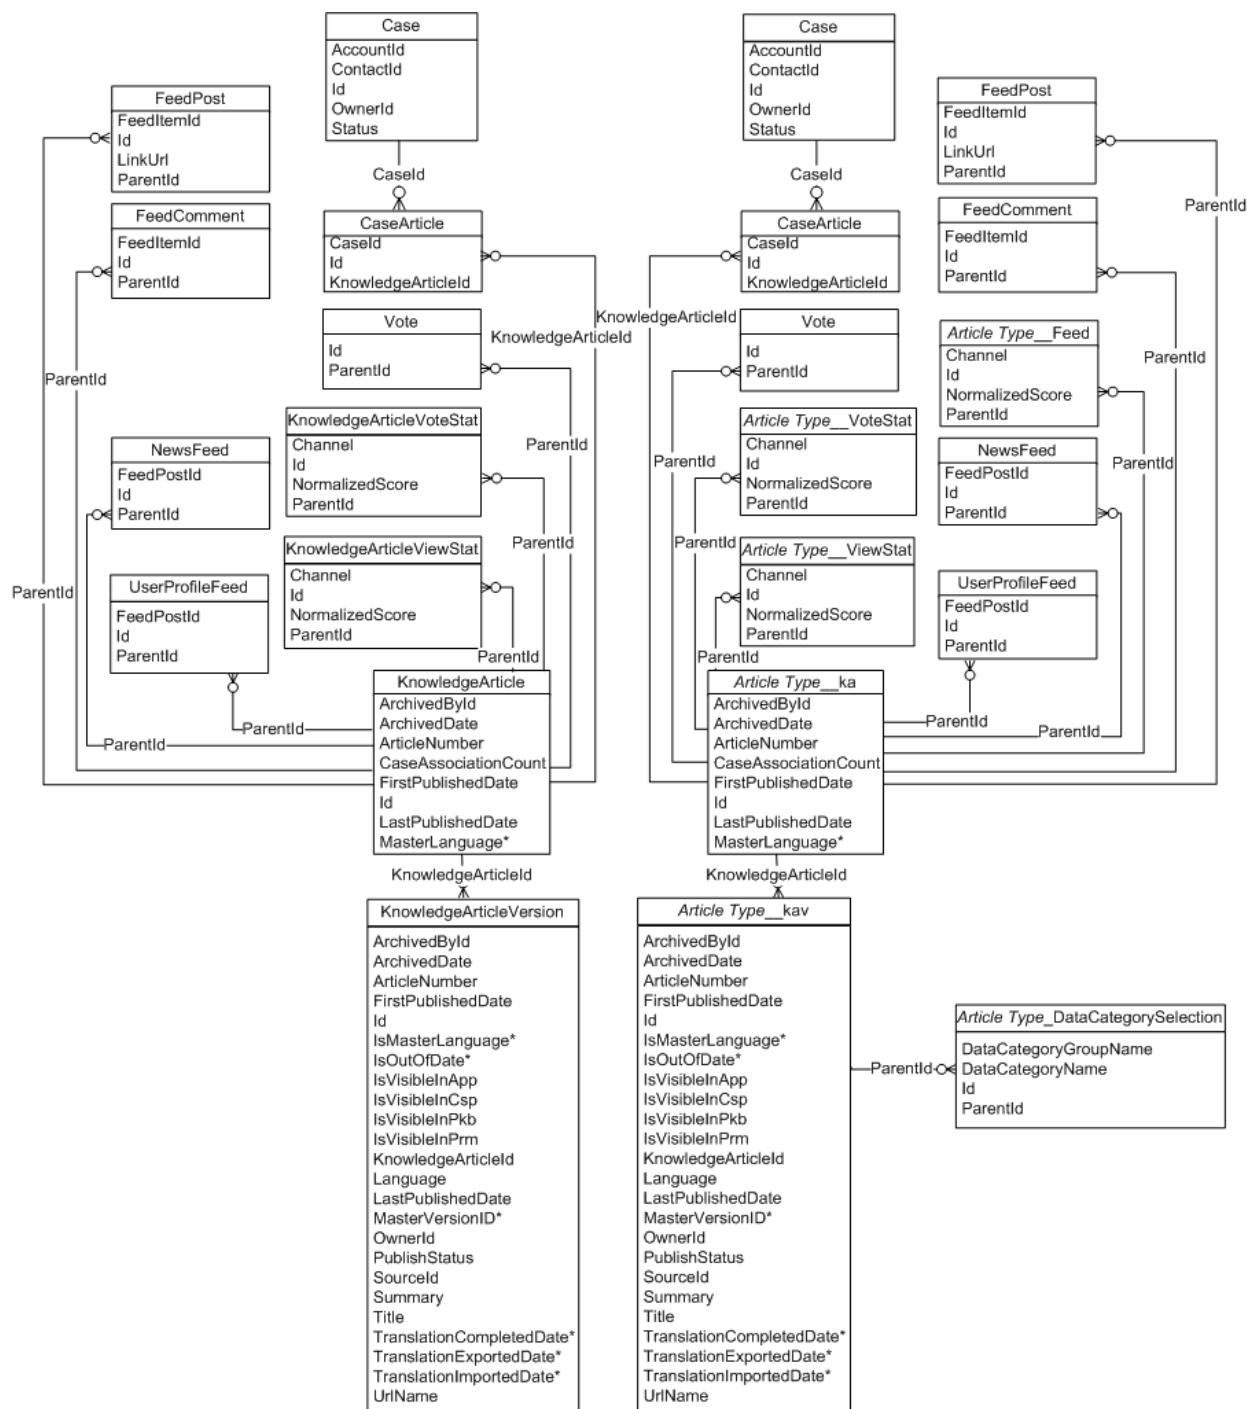 Case
AccountId
ContactId
Id
OwnerId
Status
CaseId
FeedPost
FeedItemId
Id
LinkUrl
ParentId
FeedComment
FeedItemId
Id
ParentId
CaseArticle
CaseId
Id
KnowledgeArticleId
Vote
Id
ParentId
KnowledgeArticleId
ParentId
KnowledgeArticleVoteStat
Channel
Id
NormalizedScore
ParentId
ParentId
NewsFeed
FeedPostId
Id
ParentId
KnowledgeArticleViewStat
Channel
Id
NormalizedScore
ParentId
ParentId
UserProfileFeed
FeedPostId
Id
ParentId
ParentId
ParentId
KnowledgeArticle
ArchivedById
ArchivedDate
ArticleNumber
CaseAssociationCount
FirstPublishedDate
Id
LastPublishedDate
MasterLanguage*
ParentId
ParentId
KnowledgeArticleId
KnowledgeArticleVersion
ArchivedById
ArchivedDate
ArticleNumber
FirstPublishedDate
Id
IsMasterLanguage*
IsOutOfDate*
IsVisibleInApp
IsVisibleInCsp
IsVisibleInPkb
IsVisibleInPrm
KnowledgeArticleId
Language
LastPublishedDate
MasterVersionID*
OwnerId
PublishStatus
SourceId
Summary
Title
TranslationCompletedDate*
TranslationExportedDate*
TranslationImportedDate*
UrlName
Case
AccountId
ContactId
Id
OwnerId
Status
CaseId
FeedPost
FeedItemId
Id
LinkUrl
ParentId
ParentId
FeedComment
FeedItemId
Id
ParentId
CaseArticle
CaseId
Id
KnowledgeArticleId
KnowledgeArticleId
Vote
Id
ParentId
Article Type__Feed
Channel
Id
NormalizedScore
ParentId
ParentId
Article Type__VoteStat
Channel
Id
NormalizedScore
ParentId
ParentId
ParentId
NewsFeed
FeedPostId
Id
ParentId
ParentId
Article Type__ViewStat
Channel
Id
NormalizedScore
ParentId
ParentId
UserProfileFeed
FeedPostId
Id
ParentId
Article Type__ka
ArchivedById
ArchivedDate
ArticleNumber
CaseAssociationCount
FirstPublishedDate
Id
LastPublishedDate
MasterLanguage*
ParentId
ParentId
KnowledgeArticleId
Article Type__kav
ArchivedById
ArchivedDate
ArticleNumber
FirstPublishedDate
Id
IsMasterLanguage*
IsOutOfDate*
IsVisibleInApp
IsVisibleInCsp
IsVisibleInPkb
IsVisibleInPrm
KnowledgeArticleId
Language
LastPublishedDate
MasterVersionID*
OwnerId
PublishStatus
SourceId
Summary
Title
TranslationCompletedDate*
TranslationExportedDate*
TranslationImportedDate*
UrlName
ParentId
Article Type_DataCategorySelection
DataCategoryGroupName
DataCategoryName
Id
ParentId